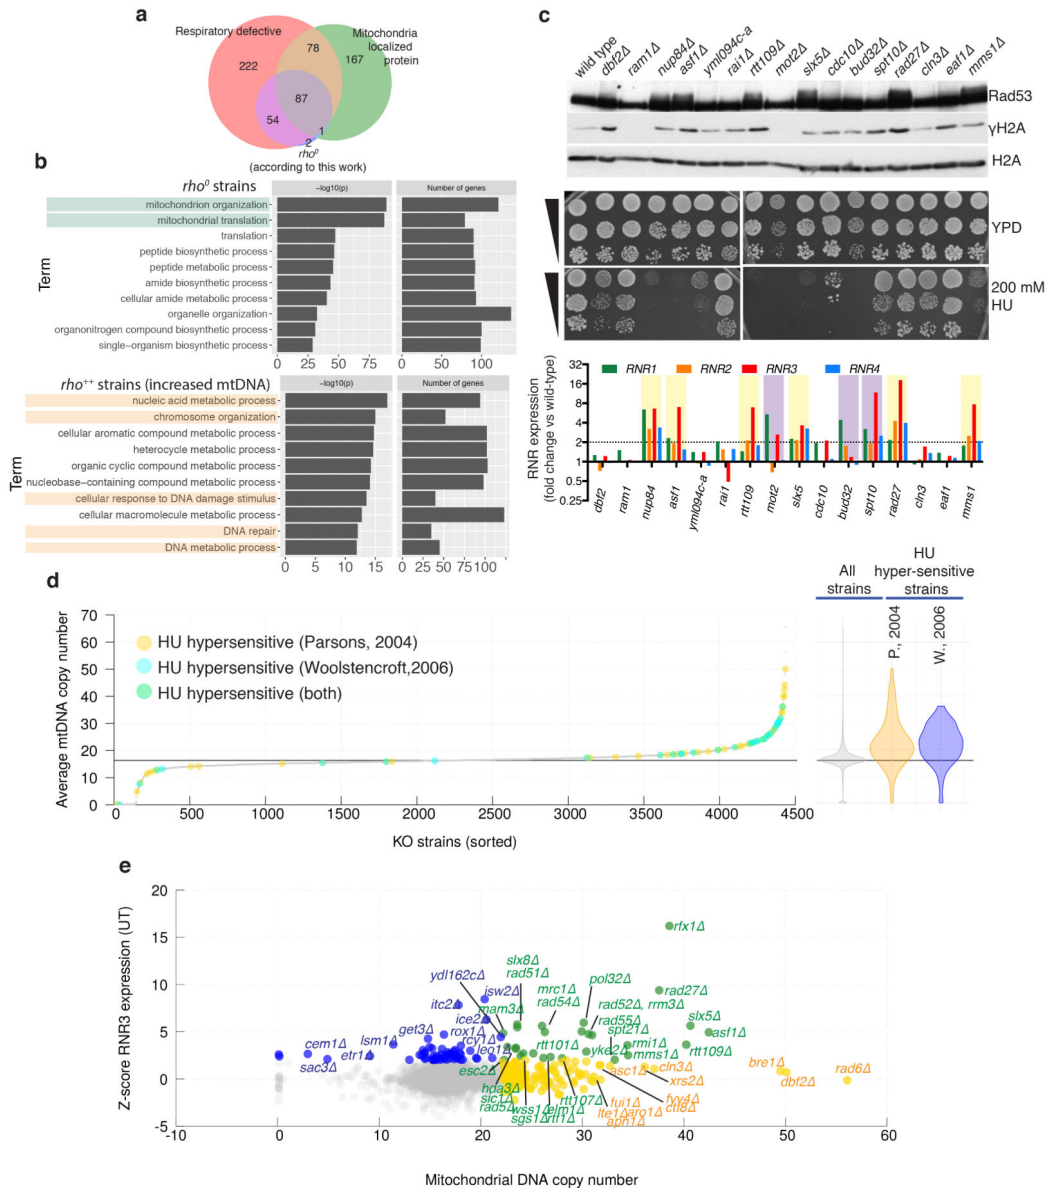 a
Respiratory defective
Mitochondria
localized
protein
222
78
167
87
54
1
2
rho⁰
(according to this work)
b
rho⁰ strains
−log10(p)
Number of genes
Term
mitochondrion organization
mitochondrial translation
translation
peptide biosynthetic process
peptide metabolic process
amide biosynthetic process
cellular amide metabolic process
organelle organization
organonitrogen compound biosynthetic process
single-organism biosynthetic process
0 25 50 75
0 50 100
rho⁺⁺ strains (increased mtDNA)
−log10(p)
Number of genes
Term
nucleic acid metabolic process
chromosome organization
cellular aromatic compound metabolic process
heterocycle metabolic process
organic cyclic compound metabolic process
nucleobase-containing compound metabolic process
cellular response to DNA damage stimulus
cellular macromolecule metabolic process
DNA repair
DNA metabolic process
0 5 10 15
0 25 50 75 100
c
wild type dbf2Δ ram1Δ nup84Δ asf1Δ yml094c-a rai1Δ rtt109Δ mot2Δ slx5Δ cdc10Δ bud32Δ spt10Δ rad27Δ cln3Δ eaf1Δ mms1Δ
Rad53
γH2A
H2A
YPD
200 mM
HU
RNR expression
(fold change vs wild-type)
32
16
8
4
2
1
0.5
0.25
RNR1 RNR2 RNR3 RNR4
dbf2 ram1 nup84 asf1 yml094c-a rai1 rtt109 mot2 slx5 cdc10 bud32 spt10 rad27 cln3 eaf1 mms1
d
Average mtDNA copy number
70
60
50
40
30
20
10
0
HU hypersensitive (Parsons, 2004)
HU hypersensitive (Woolstencroft,2006)
HU hypersensitive (both)
0 500 1000 1500 2000 2500 3000 3500 4000 4500
KO strains (sorted)
All
strains
HU
hyper-sensitive
strains
P., 2004
W., 2006
e
Z-score RNR3 expression (UT)
20
15
10
5
0
-5
rfx1Δ
slx8Δ
rad51Δ
ydl162cΔ
pol32Δ
isw2Δ
mrc1Δ
rad54Δ
rad27Δ
itc2Δ
mam3Δ
rad52Δ, rrm3Δ
ice2Δ
rad55Δ
slx5Δ
get3Δ
rox1Δ
spt21Δ
asf1Δ
cem1Δ
lsm1Δ
rcy1Δ
rtt101Δ
rmi1Δ
etr1Δ
leo1Δ
yke2Δ
mms1Δ
rtt109Δ
sac3Δ
esc2Δ
asc1Δ
cln3Δ
bre1Δ
rad6Δ
xrs2Δ
dbf2Δ
hda3Δ
sic1Δ
rtt107Δ
fyv4Δ
rad5Δ
wss1Δ
elm1Δ
fui1Δ
ctf8Δ
lte1Δ
aro1Δ
sgs1Δ
rtf1Δ
apn1Δ
-10 0 10 20 30 40 50 60
Mitochondrial DNA copy number